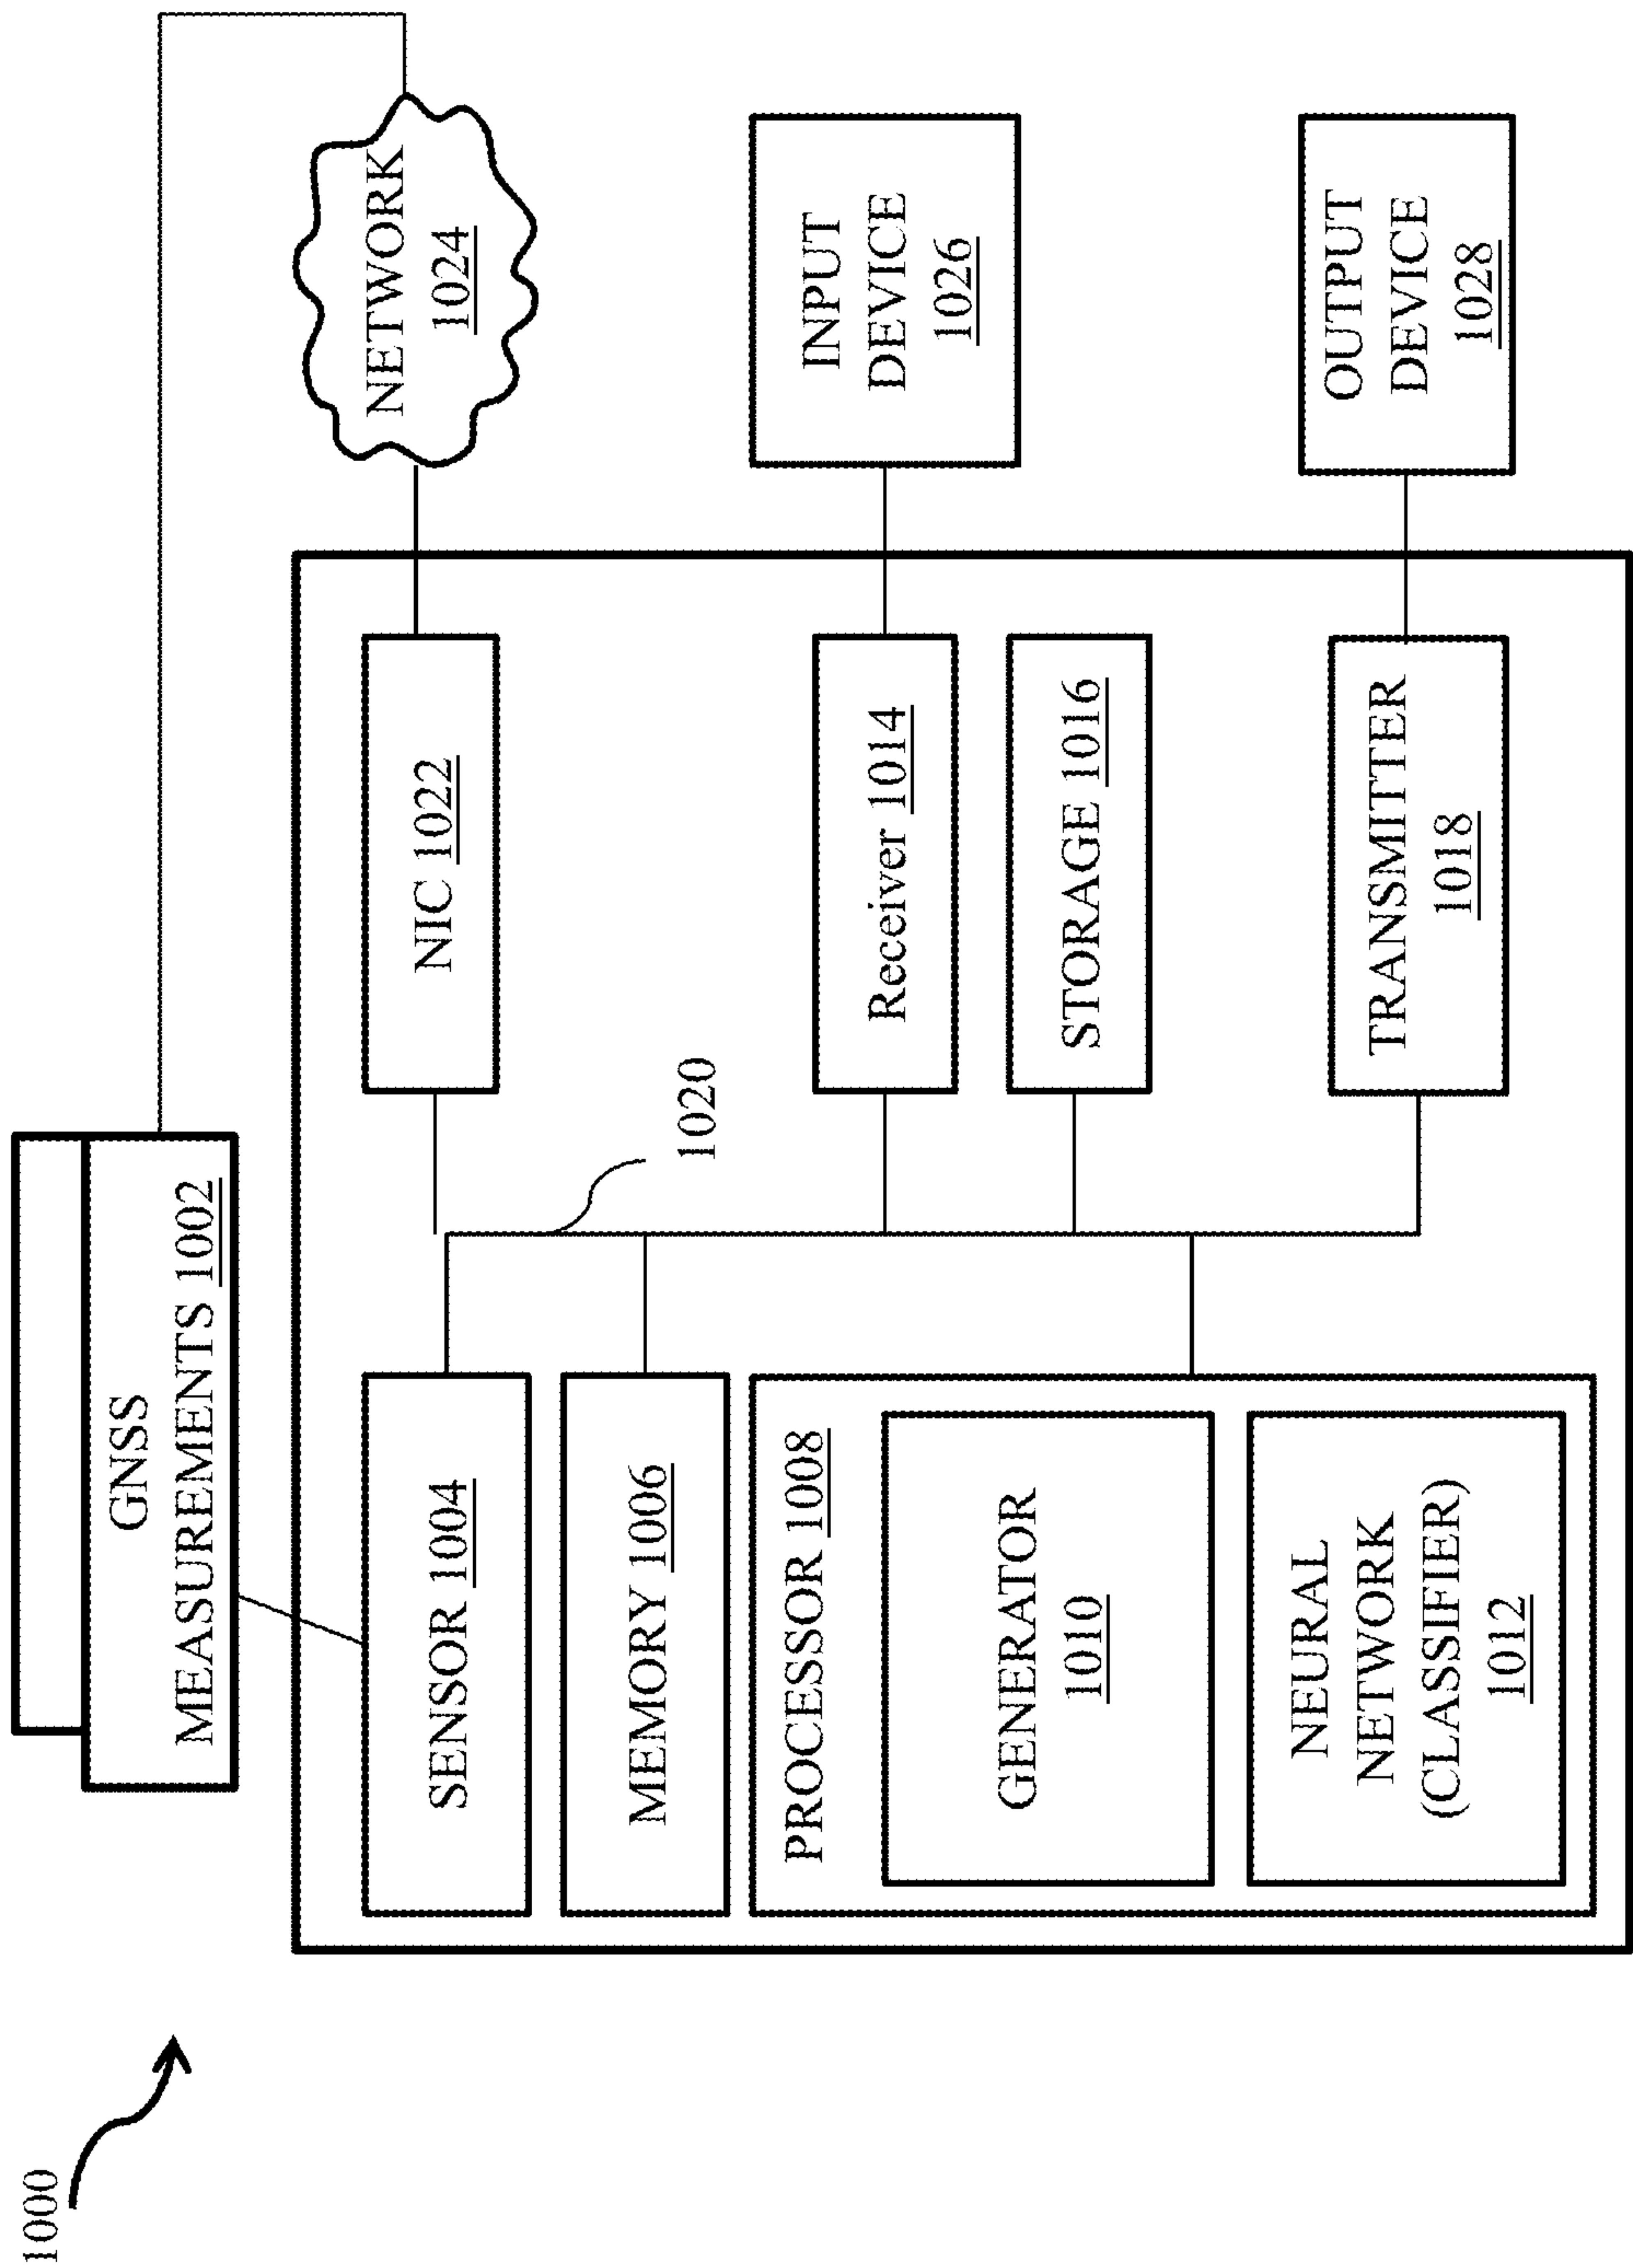 1000
GNSS
MEASUREMENTS 1002
SENSOR 1004
MEMORY 1006
PROCESSOR 1008
GENERATOR
1010
NEURAL
NETWORK
(CLASSIFIER)
1012
1020
NIC 1022
Receiver 1014
STORAGE 1016
TRANSMITTER
1018
NETWORK
1024
INPUT
DEVICE
1026
OUTPUT
DEVICE
1028